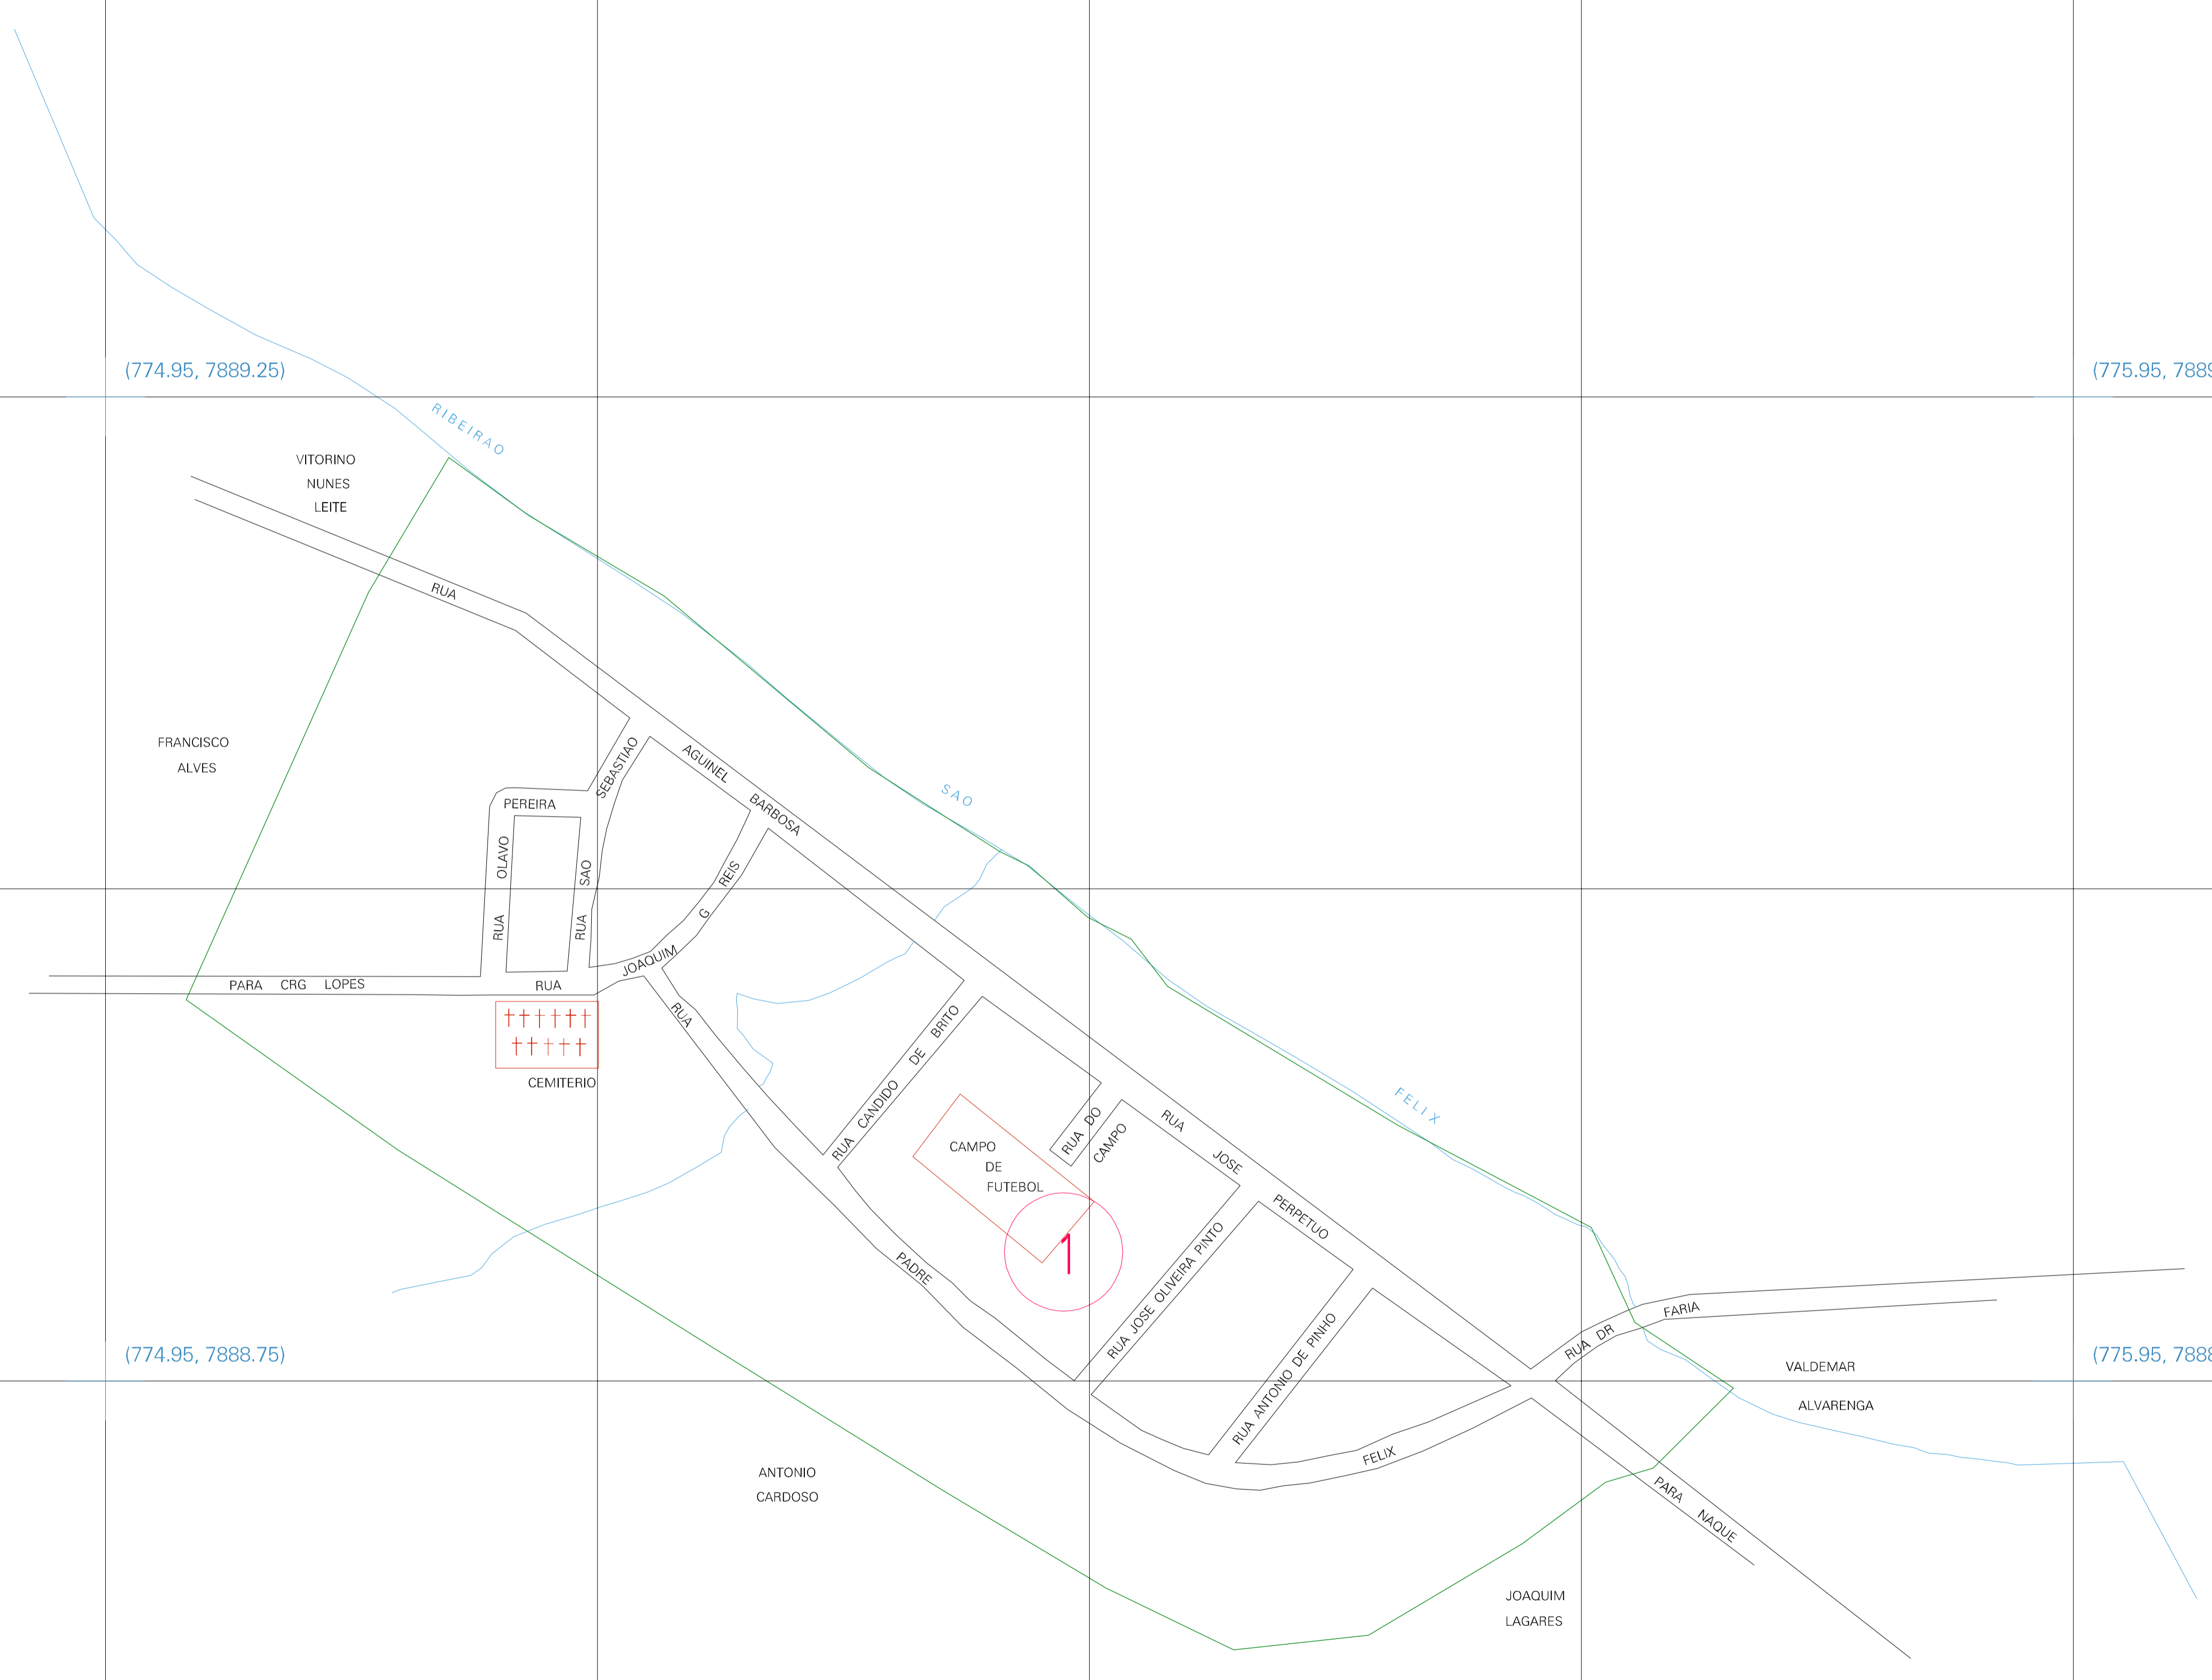 (774.95, 7889.25)
(775.95, 7889
RIBEIRAO
VITORINO
NUNES
LEITE
RUA
FRANCISCO
ALVES
SEBASTIAO
AGUINEL
BARBOSA
SAO
PEREIRA
OLAVO
RUA
SAO
RUA
REIS
G
JOAQUIM
RUA
PARA CRG LOPES
RUA
CEMITERIO
RUA CANDIDO DE BRITO
CAMPO
DE
FUTEBOL
RUA DO
CAMPO
RUA
JOSE
PERPETUO
FELIX
1
PADRE
RUA JOSE OLIVEIRA PINTO
RUA ANTONIO DE PINHO
RUA DR FARIA
(774.95, 7888.75)
(775.95, 7888
VALDEMAR
ALVARENGA
FELIX
ANTONIO
CARDOSO
PARA NAQUE
JOAQUIM
LAGARES